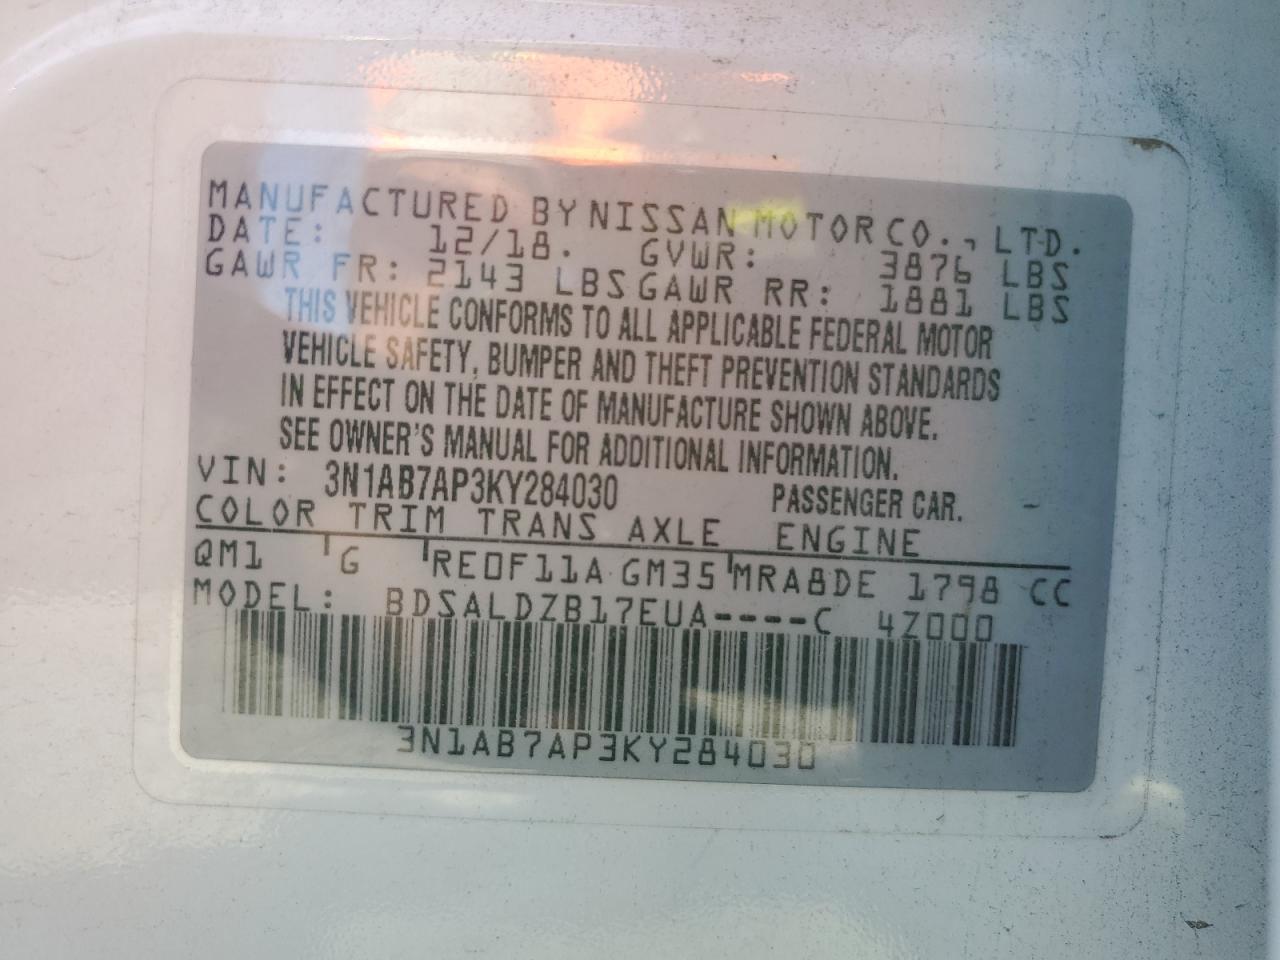 MANUFACTURED BY NISSAN MOTOR CO., LTD.
DATE: 12/18. GVWR: 3876 LBS
GAWR FR: 2143 LBS GAWR RR: 1881 LBS
THIS VEHICLE CONFORMS TO ALL APPLICABLE FEDERAL MOTOR
VEHICLE SAFETY, BUMPER AND THEFT PREVENTION STANDARDS
IN EFFECT ON THE DATE OF MANUFACTURE SHOWN ABOVE.
SEE OWNER'S MANUAL FOR ADDITIONAL INFORMATION.
VIN: 3N1AB7AP3KY284030 PASSENGER CAR. -
COLOR TRIM TRANS AXLE ENGINE
QM1 G RE0F11A GM35 MRA8DE 1798 CC
MODEL: BDSALDZB17EUA----C 4Z000
3N1AB7AP3KY284030